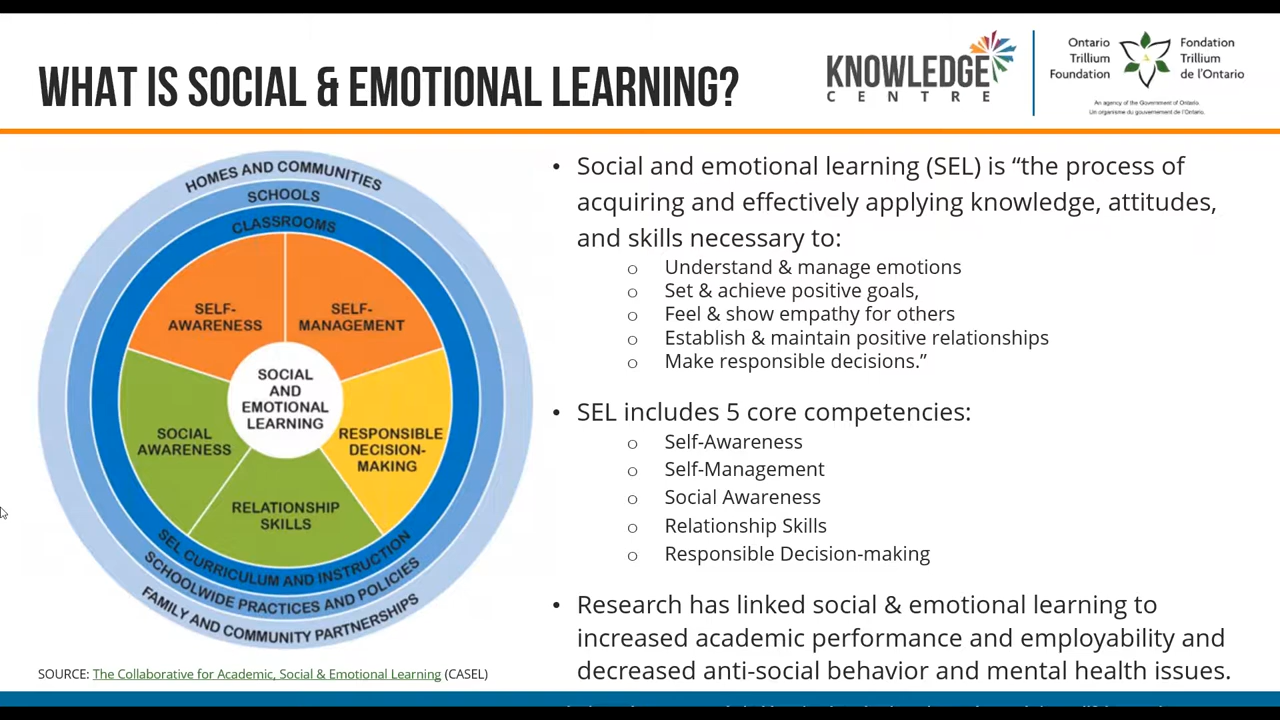 WHAT IS SOCIAL & EMOTIONAL LEARNING?
KNOWLEDGE
CENTRE
Ontario
Trillium
Foundation
Fondation
Trillium
de l'Ontario
An agency of the Government of Ontario.
Un organisme du gouvernement de l'Ontario.
HOMES AND COMMUNITIES
SCHOOLS
CLASSROOMS
SELF-
AWARENESS
SELF-
MANAGEMENT
SOCIAL
AND
EMOTIONAL
LEARNING
SOCIAL
AWARENESS
RESPONSIBLE
DECISION-
MAKING
RELATIONSHIP
SKILLS
SEL CURRICULUM AND INSTRUCTION
SCHOOLWIDE PRACTICES AND POLICIES
FAMILY AND COMMUNITY PARTNERSHIPS
SOURCE: The Collaborative for Academic, Social & Emotional Learning (CASEL)
• Social and emotional learning (SEL) is “the process of
acquiring and effectively applying knowledge, attitudes,
and skills necessary to:
o Understand & manage emotions
o Set & achieve positive goals,
o Feel & show empathy for others
o Establish & maintain positive relationships
o Make responsible decisions.”
• SEL includes 5 core competencies:
o Self-Awareness
o Self-Management
o Social Awareness
o Relationship Skills
o Responsible Decision-making
• Research has linked social & emotional learning to
increased academic performance and employability and
decreased anti-social behavior and mental health issues.